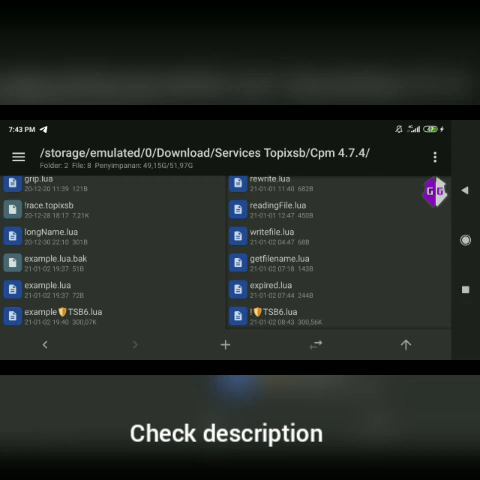 7:43 PM
/storage/emulated/0/Download/Services Topixsb/Cpm 4.7.4/
Folder: 2 File: 8 Penyimpanan: 49,15G/51,97G
grip.lua
20-12-20 11:39 121B
rewrite.lua
21-01-01 11:40 682B
!race.topixsb
20-12-28 18:17 7,21K
readingFile.lua
21-01-01 12:47 450B
longName.lua
20-12-30 22:10 301B
writefile.lua
21-01-02 04:47 68B
example.lua.bak
21-01-02 19:37 51B
getfilename.lua
21-01-02 07:18 143B
example.lua
21-01-02 19:37 72B
expired.lua
21-01-02 07:44 244B
example🛡TSB6.lua
21-01-02 19:40 300,07K
!🛡TSB6.lua
21-01-02 08:43 300,56K
GG
Check description